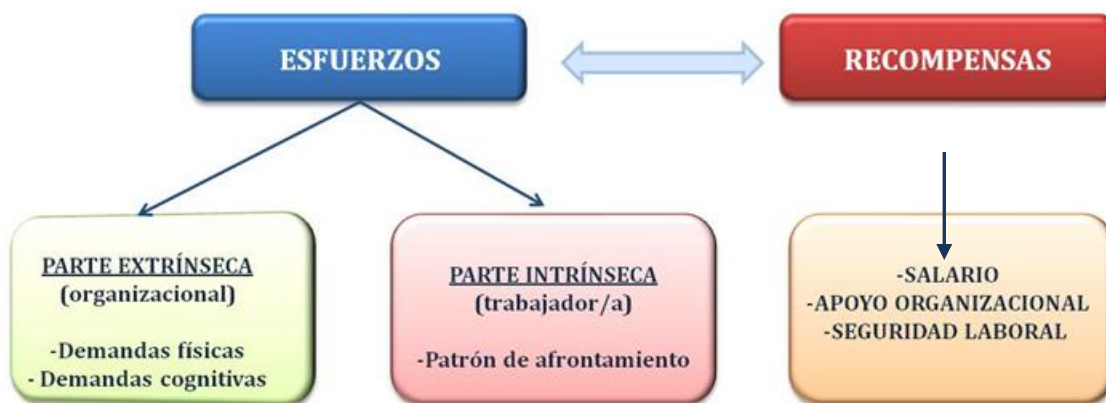 ESFUERZOS
RECOMPENSAS
PARTE EXTRÍNSECA
(organizacional)
-Demandas físicas
- Demandas cognitivas
PARTE INTRÍNSECA
(trabajador/a)
-Patrón de afrontamiento
-SALARIO
-APOYO ORGANIZACIONAL
-SEGURIDAD LABORAL